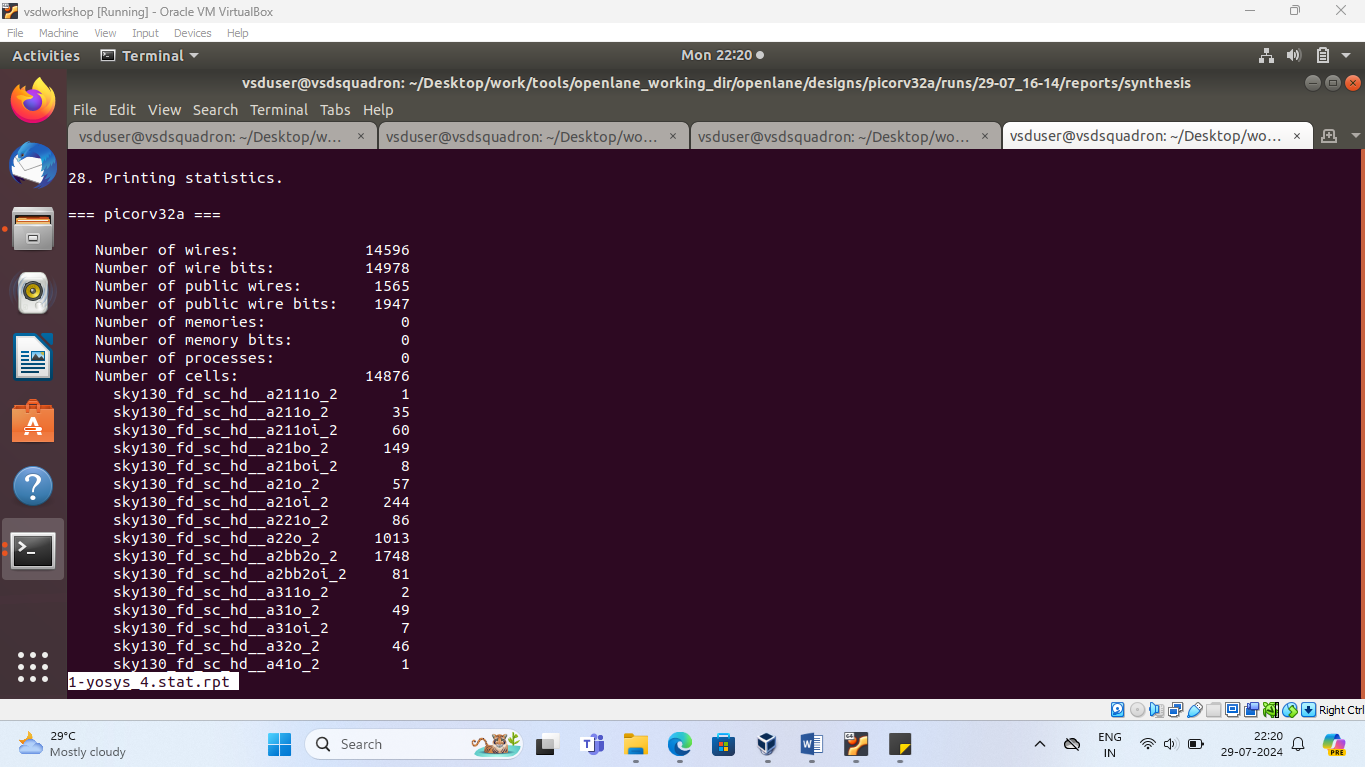 vsdworkshop [Running] - Oracle VM VirtualBox
File Machine View Input Devices Help
Activities Terminal Mon 22:20
vsduser@vsdsquadron: ~/Desktop/work/tools/openlane_working_dir/openlane/designs/picorv32a/runs/29-07_16-14/reports/synthesis
File Edit View Search Terminal Tabs Help
vsduser@vsdsquadron: ~/Desktop/w... × vsduser@vsdsquadron: ~/Desktop/wo... × vsduser@vsdsquadron: ~/Desktop/wo... × vsduser@vsdsquadron: ~/Desktop/wo... ×
28. Printing statistics.
=== picorv32a ===
Number of wires: 14596
Number of wire bits: 14978
Number of public wires: 1565
Number of public wire bits: 1947
Number of memories: 0
Number of memory bits: 0
Number of processes: 0
Number of cells: 14876
sky130_fd_sc_hd__a2111o_2 1
sky130_fd_sc_hd__a211o_2 35
sky130_fd_sc_hd__a211oi_2 60
sky130_fd_sc_hd__a21bo_2 149
sky130_fd_sc_hd__a21boi_2 8
sky130_fd_sc_hd__a21o_2 57
sky130_fd_sc_hd__a21oi_2 244
sky130_fd_sc_hd__a221o_2 86
sky130_fd_sc_hd__a22o_2 1013
sky130_fd_sc_hd__a2bb2o_2 1748
sky130_fd_sc_hd__a2bb2oi_2 81
sky130_fd_sc_hd__a311o_2 2
sky130_fd_sc_hd__a31o_2 49
sky130_fd_sc_hd__a31oi_2 7
sky130_fd_sc_hd__a32o_2 46
sky130_fd_sc_hd__a41o_2 1
1-yosys_4.stat.rpt
Right Ctrl
29°C
Mostly cloudy
Search
ENG
IN
22:20
29-07-2024
PRE